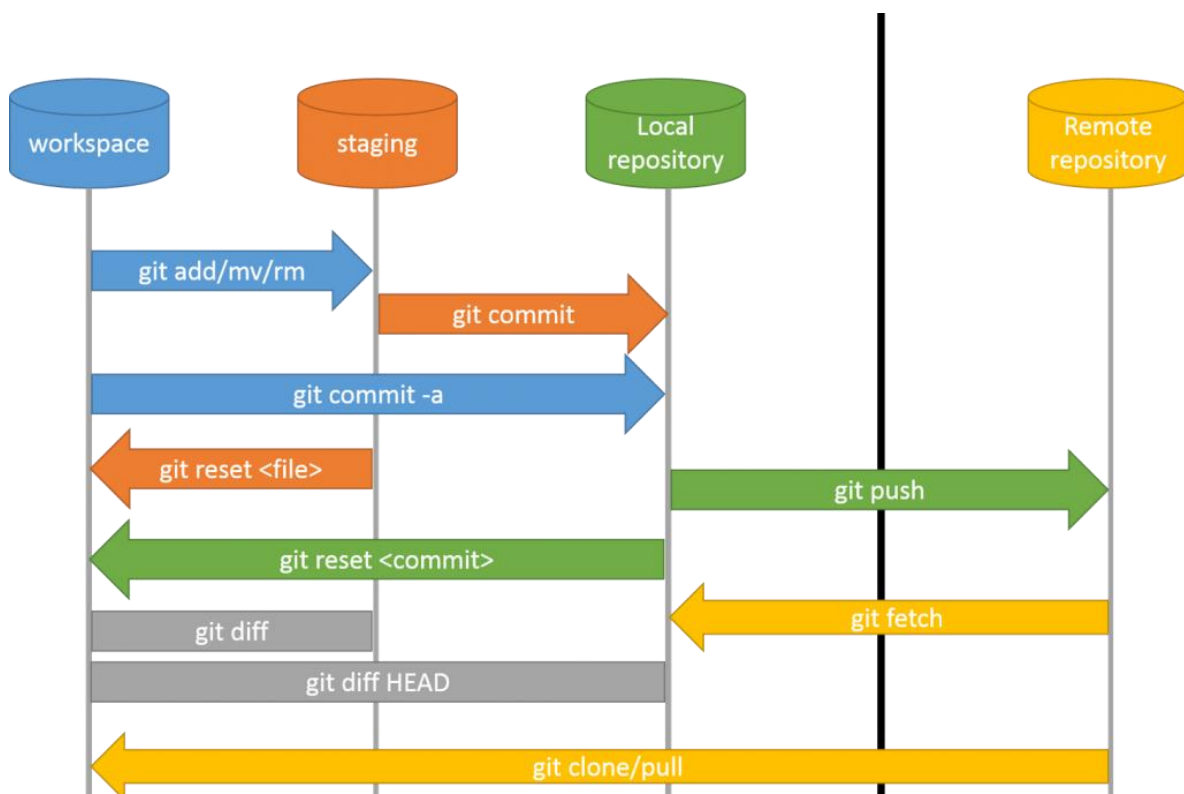 workspace
staging
Local
repository
Remote
repository
git add/mv/rm
git commit
git commit -a
git reset <file>
git push
git reset <commit>
git fetch
git diff
git diff HEAD
git clone/pull